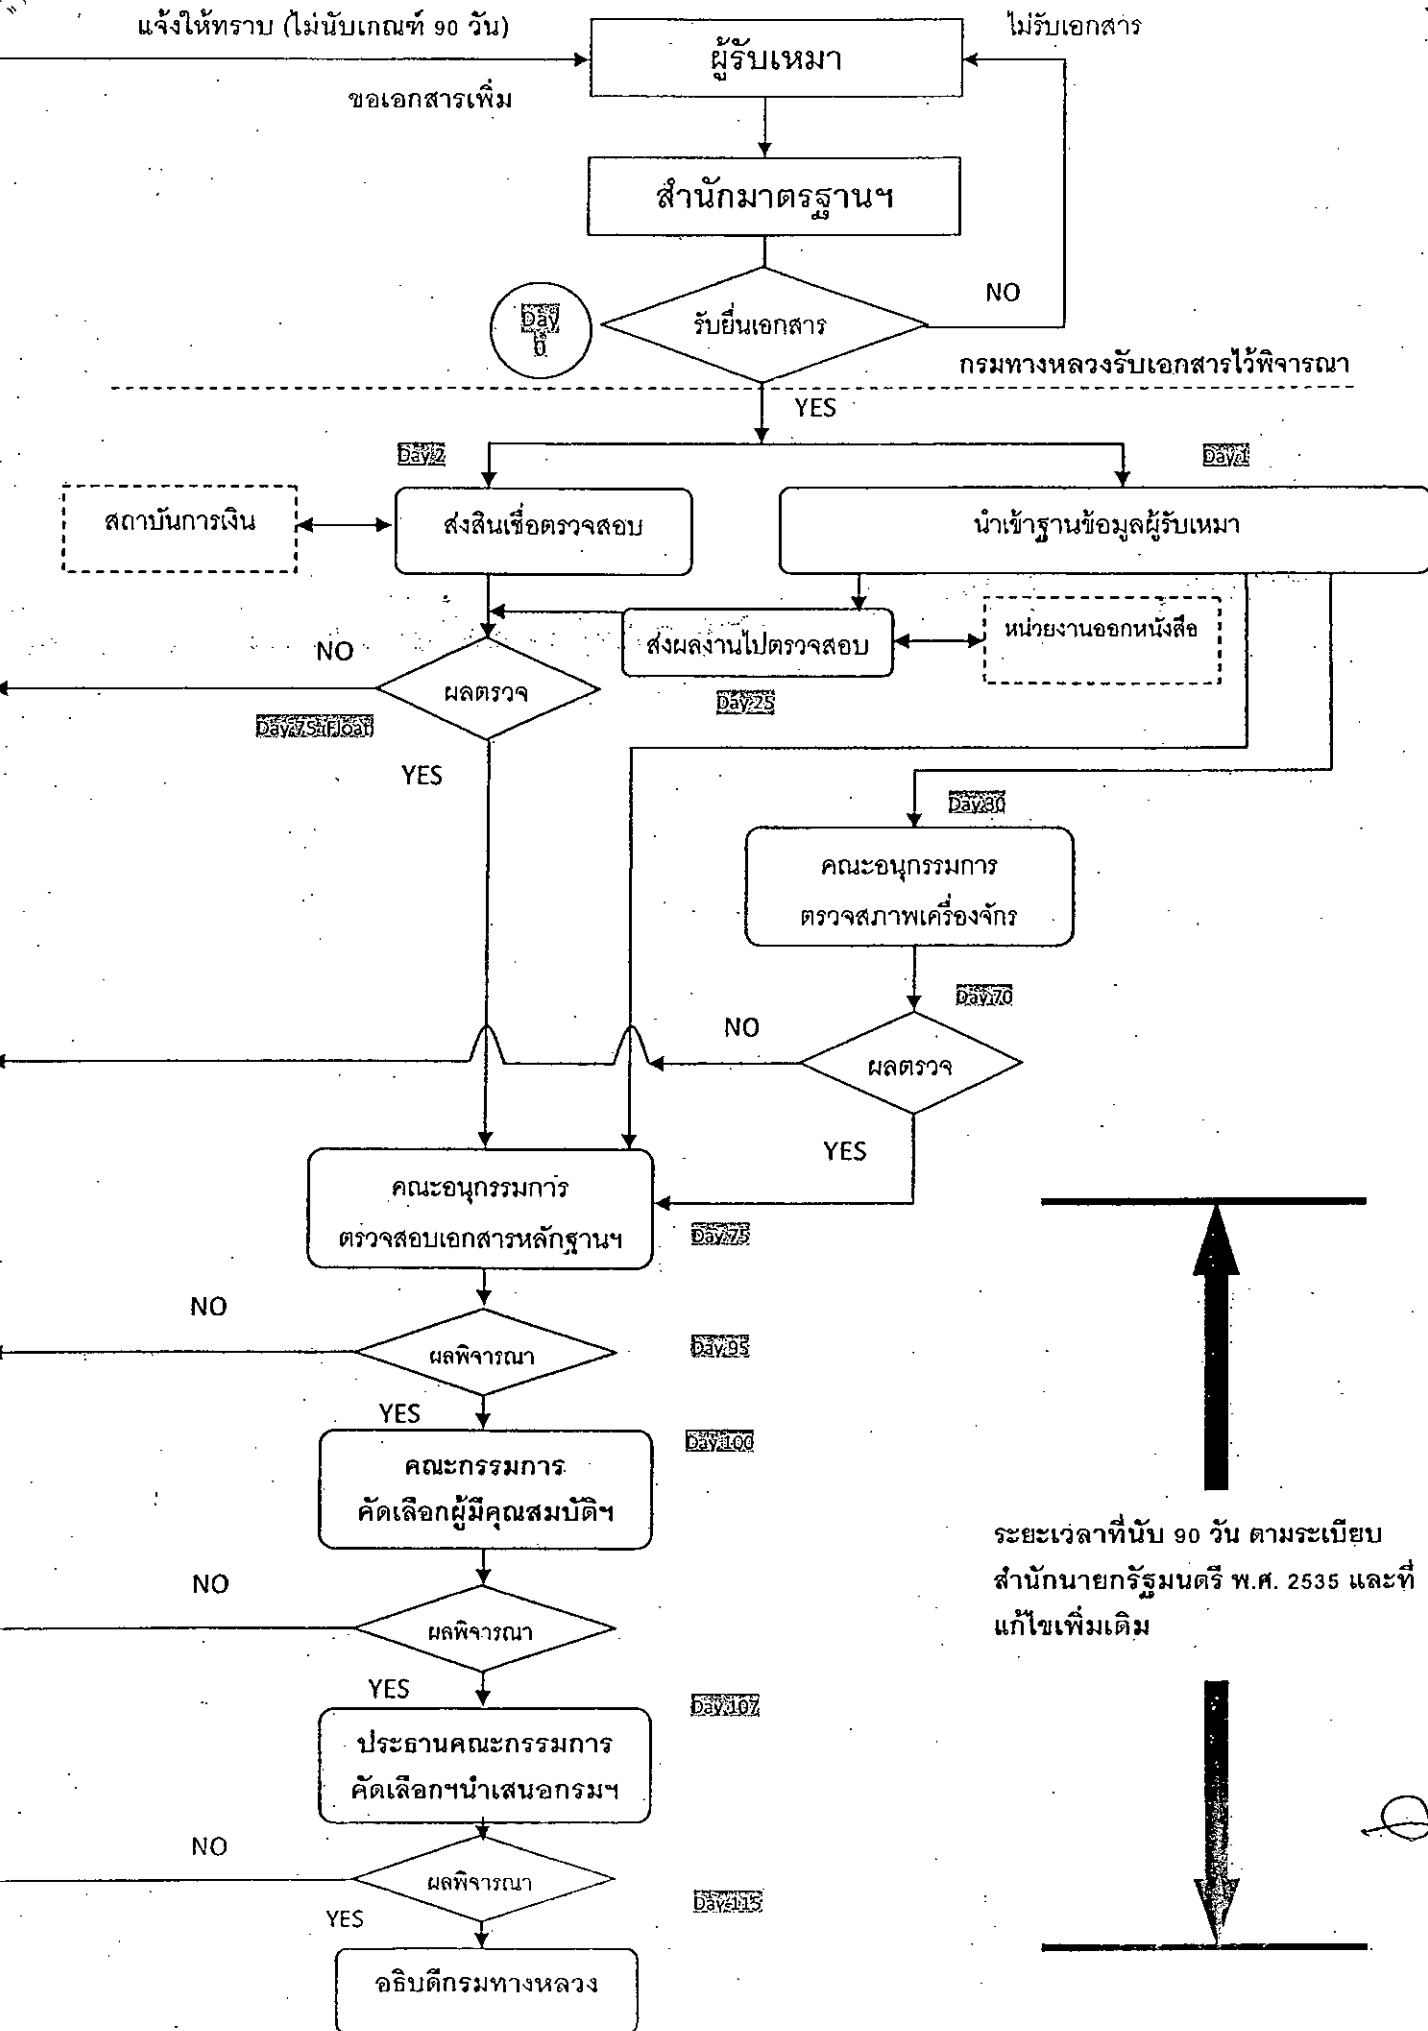 แจ้งให้ทราบ (ไม่นับเกณฑ์ 90 วัน)
ไม่รับเอกสาร
ผู้รับเหมา
ขอเอกสารเพิ่ม
สำนักมาตรฐานฯ
NO
Day
0
รับยื่นเอกสาร
กรมทางหลวงรับเอกสารไว้พิจารณา
YES
Day 2
Day 1
สถาบันการเงิน
ส่งสินเชื่อตรวจสอบ
นำเข้าฐานข้อมูลผู้รับเหมา
หน่วยงานออกหนังสือ
ส่งผลงานไปตรวจสอบ
NO
ผลตรวจ
Day 25
Day 75 (Float)
YES
Day 30
คณะอนุกรรมการ
ตรวจสภาพเครื่องจักร
Day 70
NO
ผลตรวจ
YES
คณะอนุกรรมการ
ตรวจสอบเอกสารหลักฐานฯ
Day 75
NO
ผลพิจารณา
Day 95
YES
Day 100
คณะกรรมการ
คัดเลือกผู้มีคุณสมบัติฯ
ระยะเวลาที่นับ 90 วัน ตามระเบียบ
สำนักนายกรัฐมนตรี พ.ศ. 2535 และที่
แก้ไขเพิ่มเติม
NO
ผลพิจารณา
YES
Day 107
ประธานคณะกรรมการ
คัดเลือกฯนำเสนอกรมฯ
NO
ผลพิจารณา
Day 115
YES
อธิบดีกรมทางหลวง